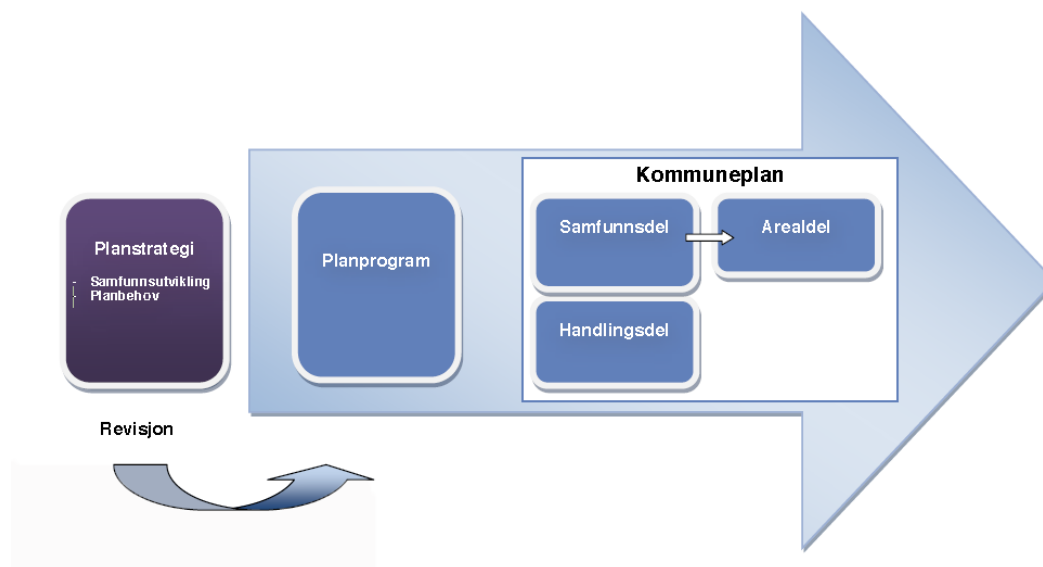 Kommuneplan
Planstrategi
- Samfunnsutvikling
- Planbehov
Planprogram
Samfunnsdel
Arealdel
Handlingsdel
Revisjon